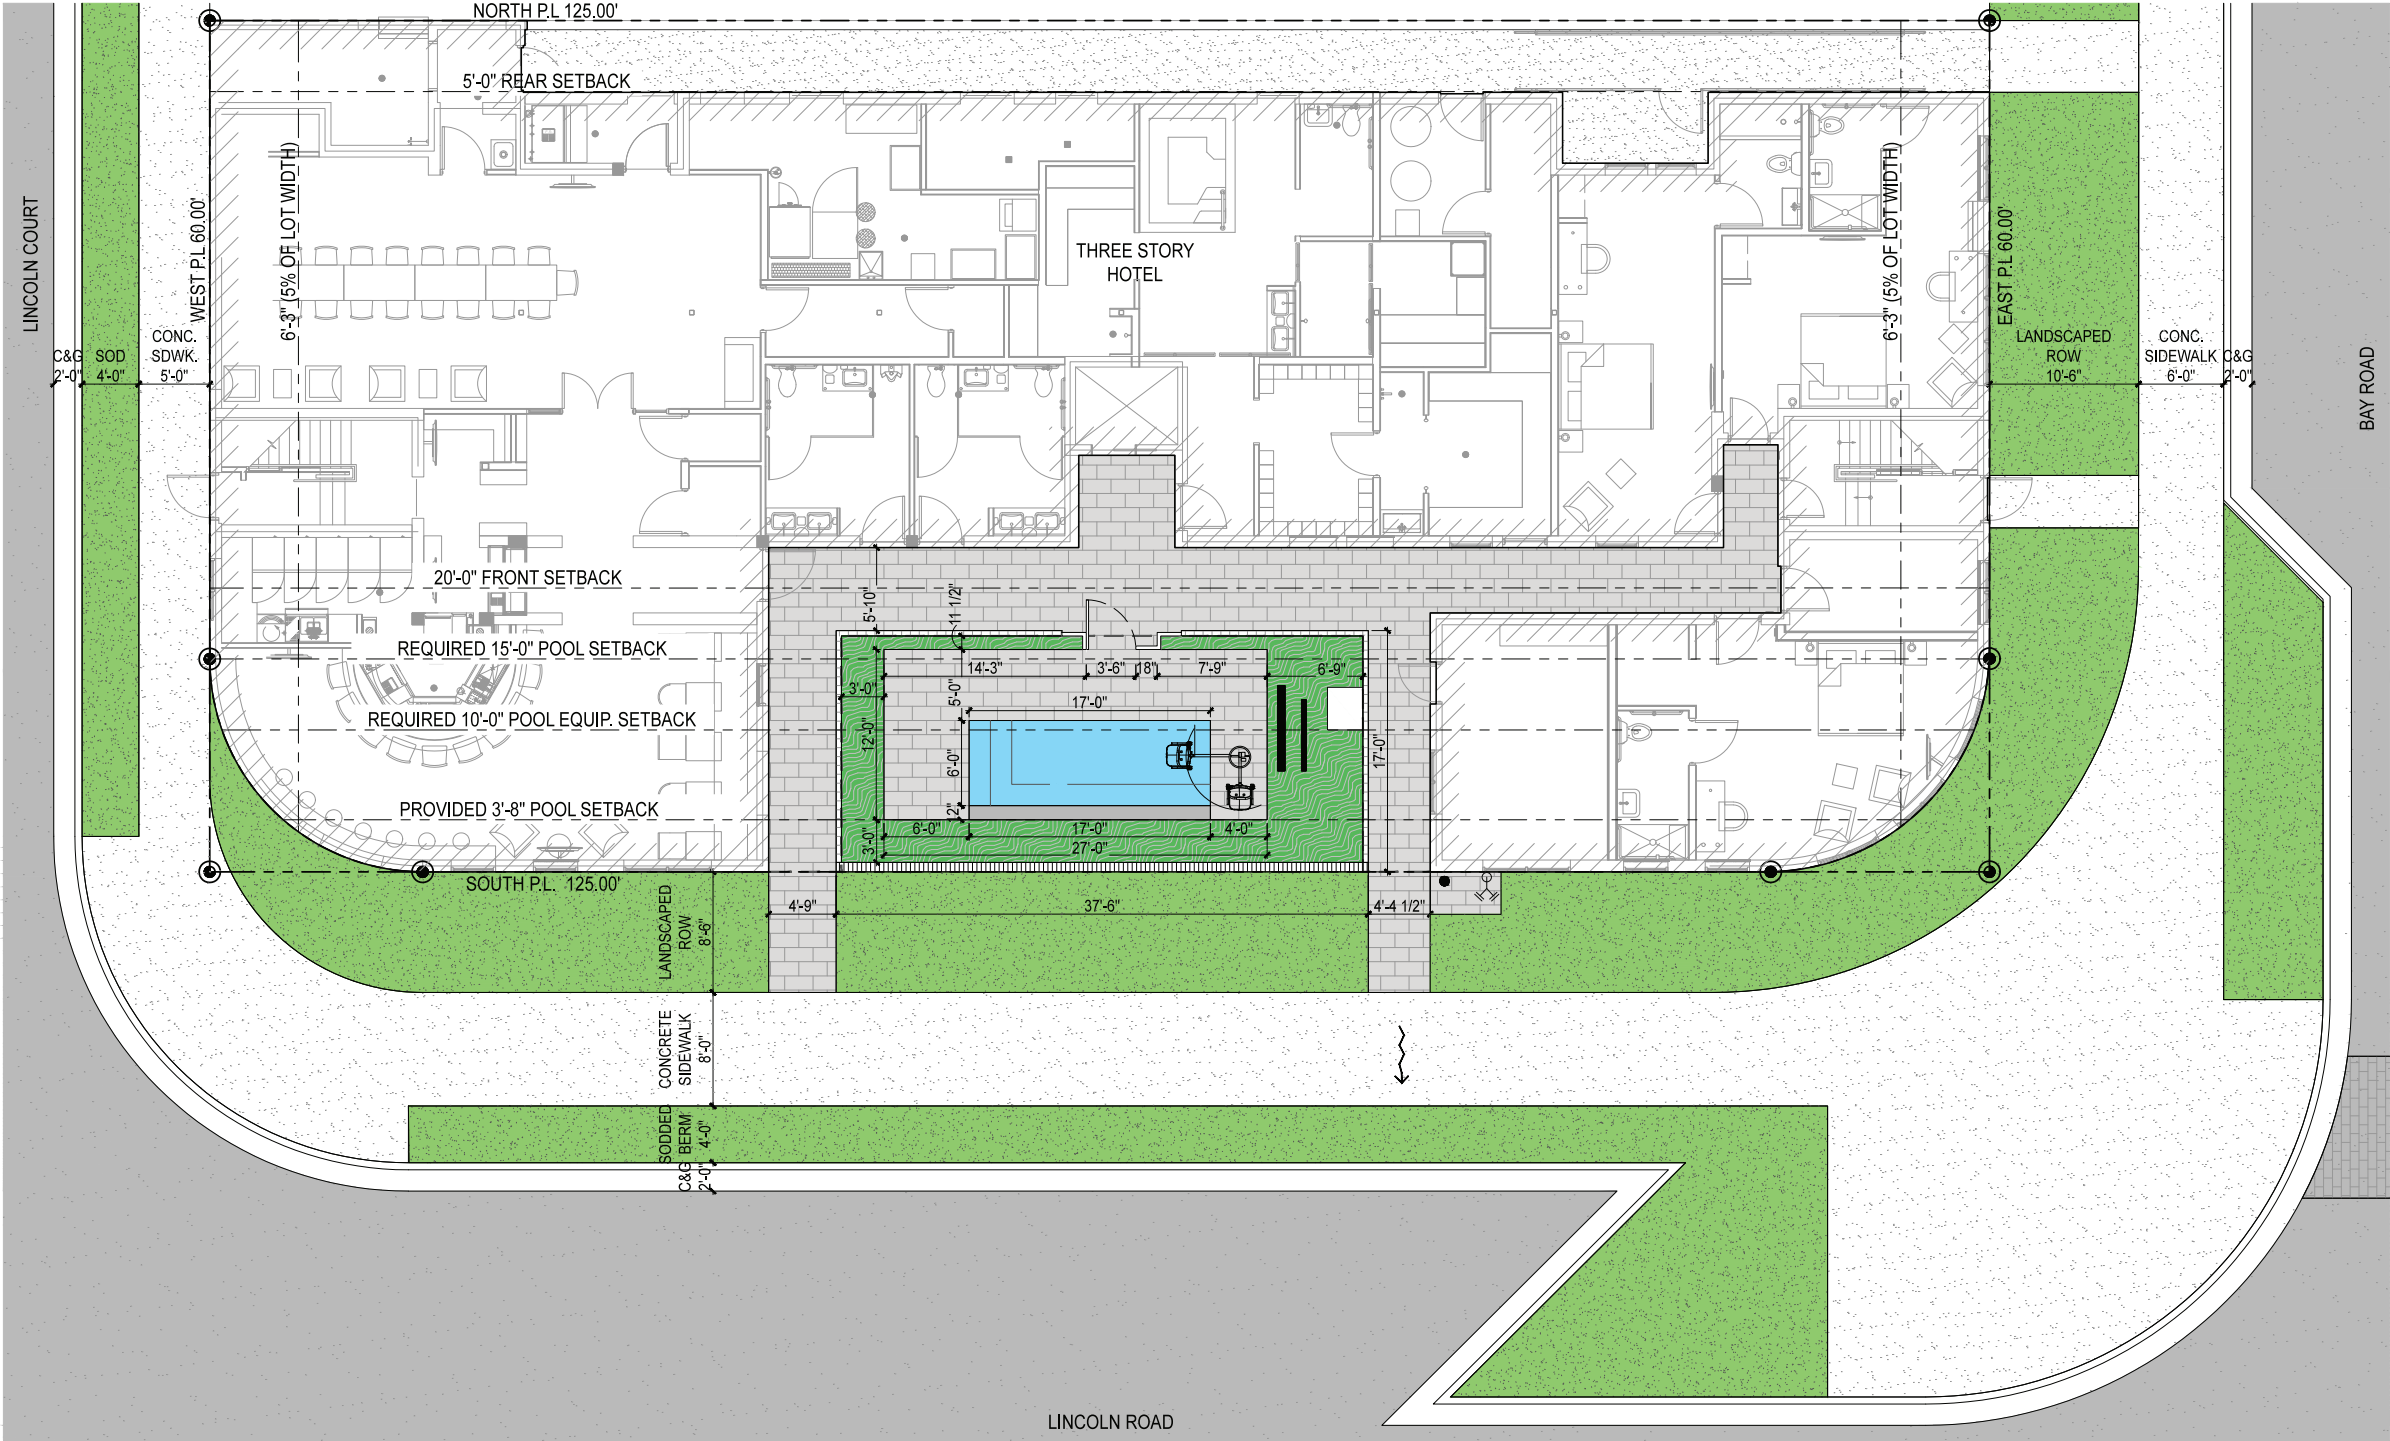 NORTH P.L 125.00'
5'-0" REAR SETBACK
LINCOLN COURT
WEST P.L 60.00'
6'-3" (5% OF LOT WIDTH)
THREE STORY
HOTEL
6'-3" (5% OF LOT WIDTH)
EAST P.L 60.00'
BAY ROAD
C&G
2'-0"
SOD
4'-0"
CONC.
SDWK.
5'-0"
LANDSCAPED
ROW
10'-6"
CONC.
SIDEWALK
6'-0"
C&G
2'-0"
20'-0" FRONT SETBACK
5'-10"
11 1/2"
REQUIRED 15'-0" POOL SETBACK
14'-3"
3'-6"
18"
7'-9"
6'-9"
3'-0"
5'-0"
17'-0"
REQUIRED 10'-0" POOL EQUIP. SETBACK
12'-0"
6'-0"
17'-0"
PROVIDED 3'-8" POOL SETBACK
12"
6'-0"
17'-0"
4'-0"
3'-0"
27'-0"
SOUTH P.L. 125.00'
4'-9"
37'-6"
4'-4 1/2"
LANDSCAPED
ROW
8'-6"
CONCRETE
SIDEWALK
8'-0"
SODDED
BERM
4'-0"
C&G
2'-0"
LINCOLN ROAD